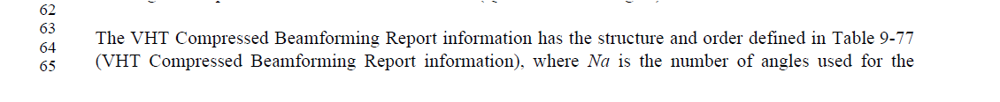 62
63
64 The VHT Compressed Beamforming Report information has the structure and order defined in Table 9-77
65 (VHT Compressed Beamforming Report information), where Na is the number of angles used for the